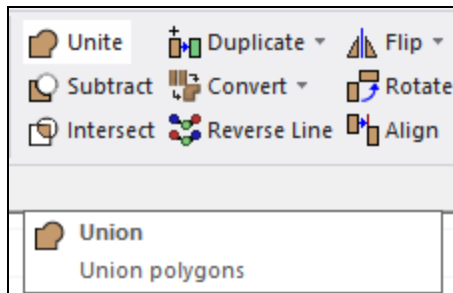 Unite Duplicate Flip
Subtract Convert Rotate
Intersect Reverse Line Align
Union
Union polygons